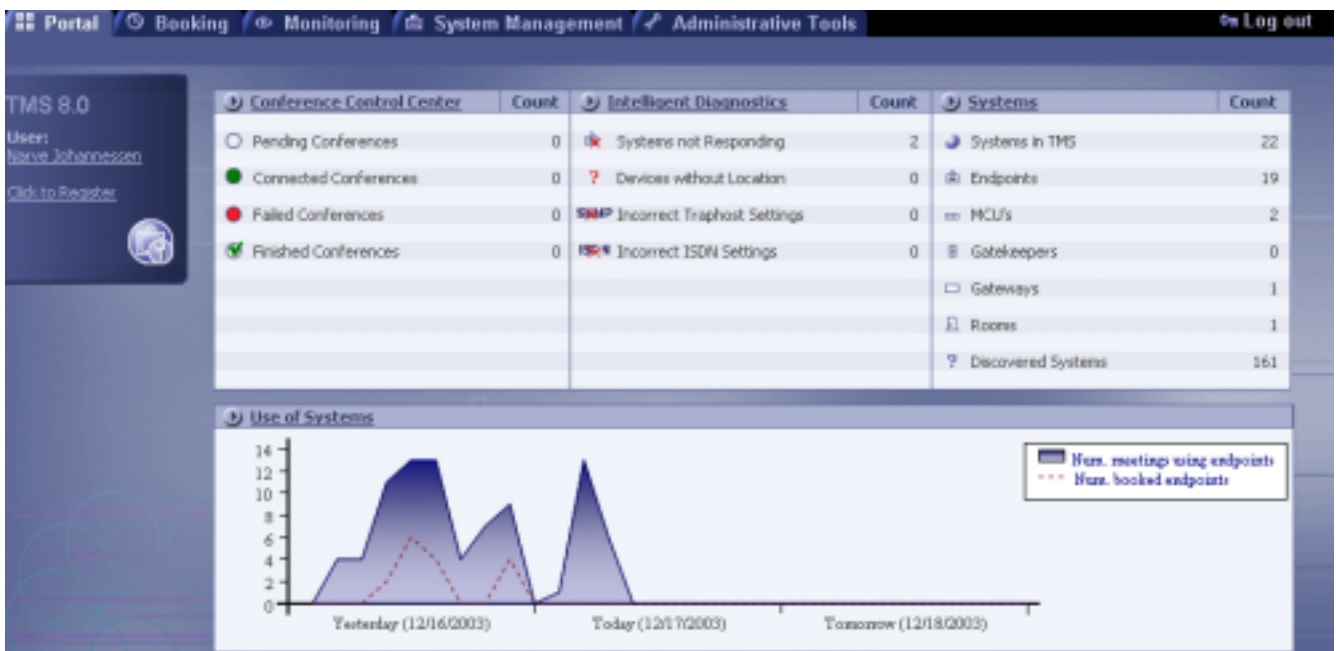 Portal Booking Monitoring System Management Administrative Tools Log out
TMS 8.0
User:
Narve Johannessen
Click to Register
Conference Control Center Count
Pending Conferences 0
Connected Conferences 0
Failed Conferences 0
Finished Conferences 0
Intelligent Diagnostics Count
Systems not Responding 2
? Devices without Location 0
SNMP Incorrect Traphost Settings 0
ISDN Incorrect ISDN Settings 0
Systems Count
Systems in TMS 22
Endpoints 19
MCU's 2
Gatekeepers 0
Gateways 1
Rooms 1
? Discovered Systems 161
Use of Systems
14
12
10
8
6
4
2
0
Yesterday (12/16/2003) Today (12/17/2003) Tomorrow (12/18/2003)
Num. meetings using endpoints
Num. booked endpoints